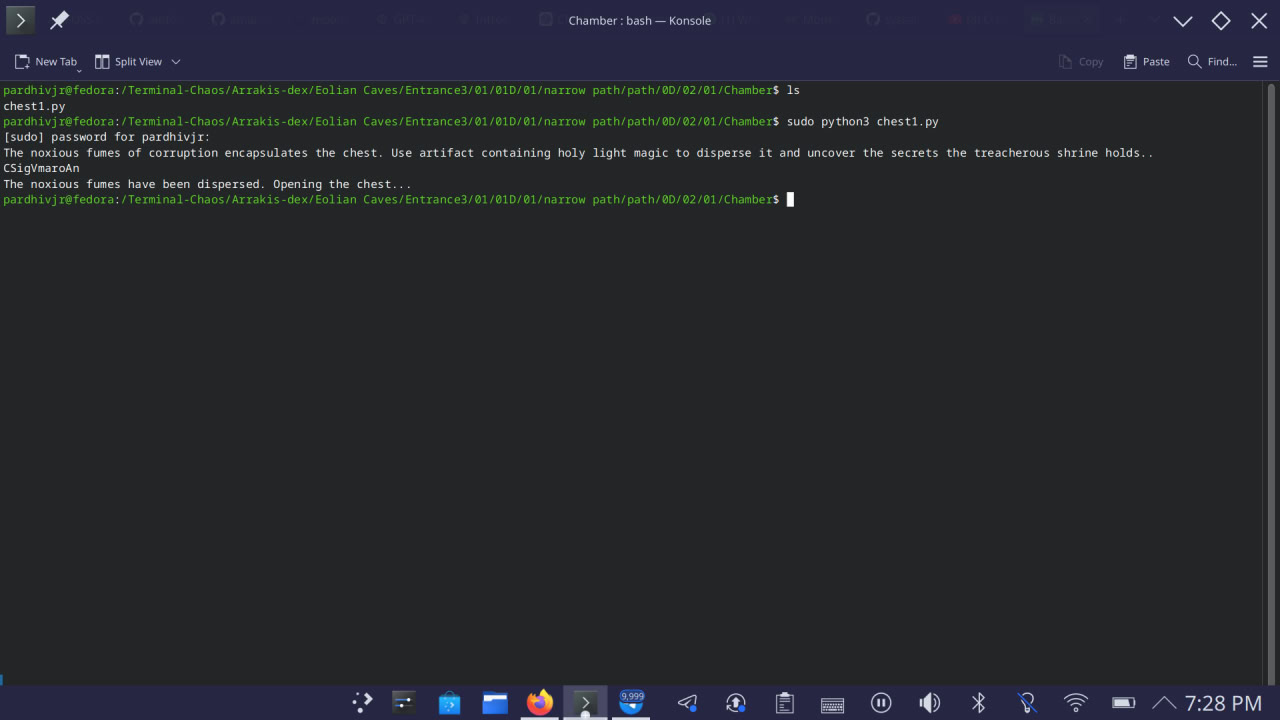 Chamber : bash — Konsole
New Tab
Split View
Copy
Paste
Find...
pardhivjr@fedora:/Terminal-Chaos/Arrakis-dex/Eolian Caves/Entrance3/01/01D/01/narrow path/path/0D/02/01/Chamber$ ls
chest1.py
pardhivjr@fedora:/Terminal-Chaos/Arrakis-dex/Eolian Caves/Entrance3/01/01D/01/narrow path/path/0D/02/01/Chamber$ sudo python3 chest1.py
[sudo] password for pardhivjr:
The noxious fumes of corruption encapsulates the chest. Use artifact containing holy light magic to disperse it and uncover the secrets the treacherous shrine holds..
CSigVmaroAn
The noxious fumes have been dispersed. Opening the chest...
pardhivjr@fedora:/Terminal-Chaos/Arrakis-dex/Eolian Caves/Entrance3/01/01D/01/narrow path/path/0D/02/01/Chamber$
9,999
7:28 PM